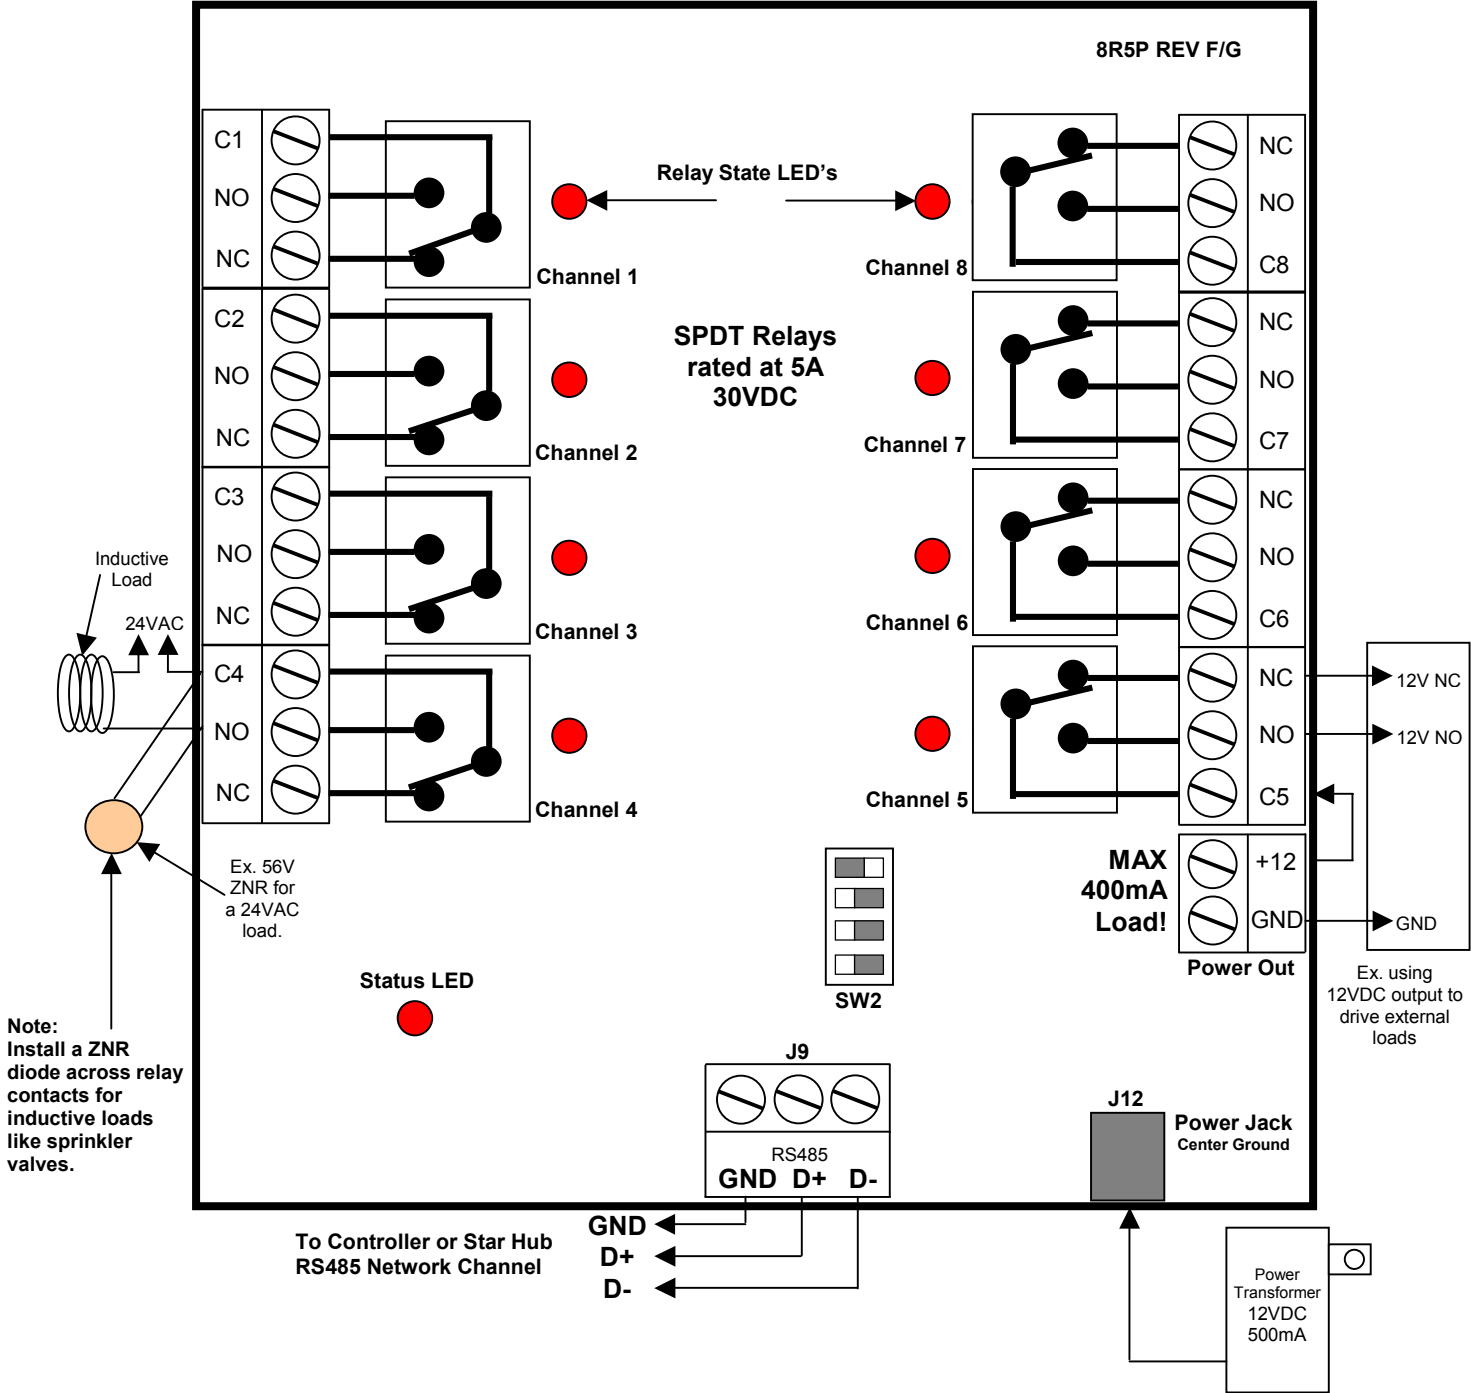 8R5P REV F/G
C1
NO
NC
Channel 1
Relay State LED's
NC
NO
C8
Channel 8
C2
NO
NC
Channel 2
SPDT Relays
rated at 5A
30VDC
NC
NO
C7
Channel 7
C3
NO
NC
Channel 3
NC
NO
C6
Channel 6
Inductive
Load
24VAC
C4
NO
NC
Channel 4
NC
NO
C5
Channel 5
12V NC
12V NO
GND
MAX
400mA
Load!
+12
GND
Power Out
Ex. using
12VDC output to
drive external
loads
Ex. 56V
ZNR for
a 24VAC
load.
SW2
Status LED
Note:
Install a ZNR
diode across relay
contacts for
inductive loads
like sprinkler
valves.
J9
RS485
GND D+ D-
J12
Power Jack
Center Ground
To Controller or Star Hub
RS485 Network Channel
GND
D+
D-
Power
Transformer
12VDC
500mA